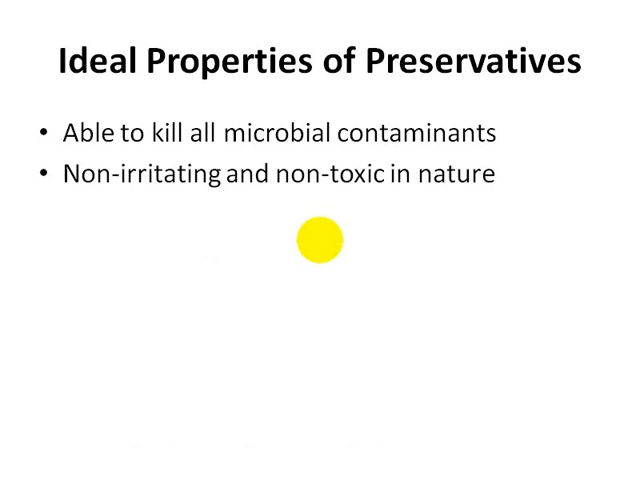 Ideal Properties of Preservatives
• Able to kill all microbial contaminants
• Non-irritating and non-toxic in nature